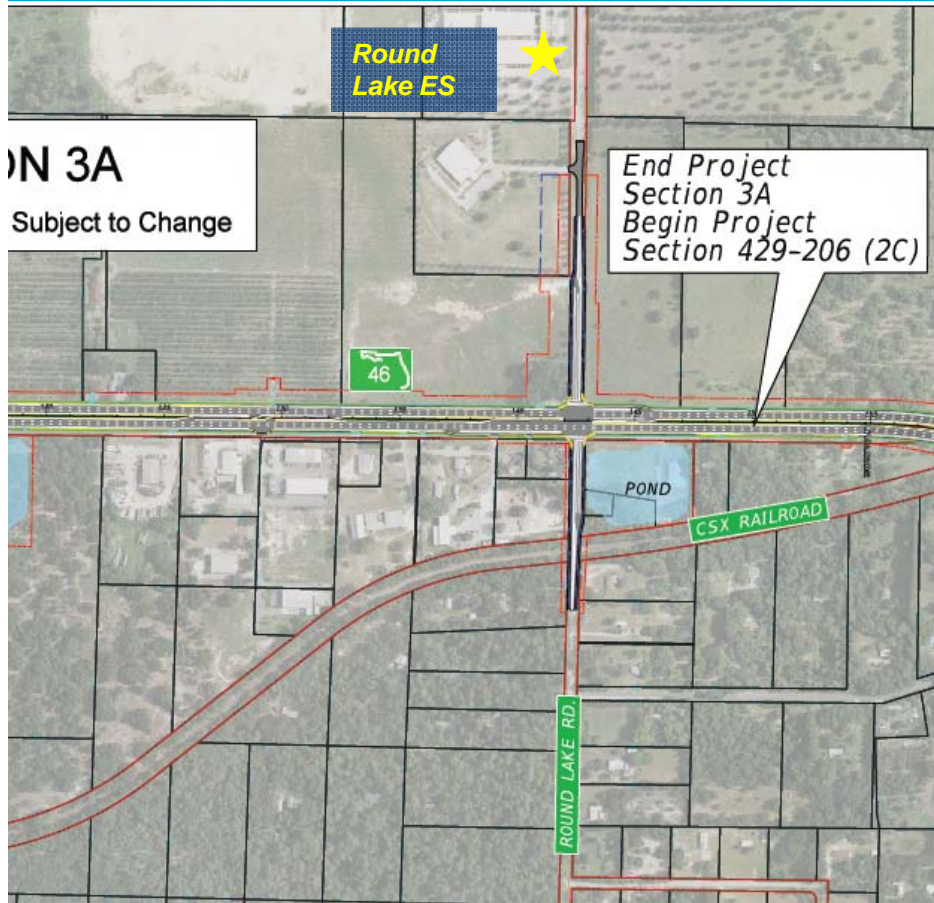 Round
Lake ES
ON 3A
Subject to Change
End Project
Section 3A
Begin Project
Section 429-206 (2C)
46
POND
CSX RAILROAD
ROUND LAKE RD.